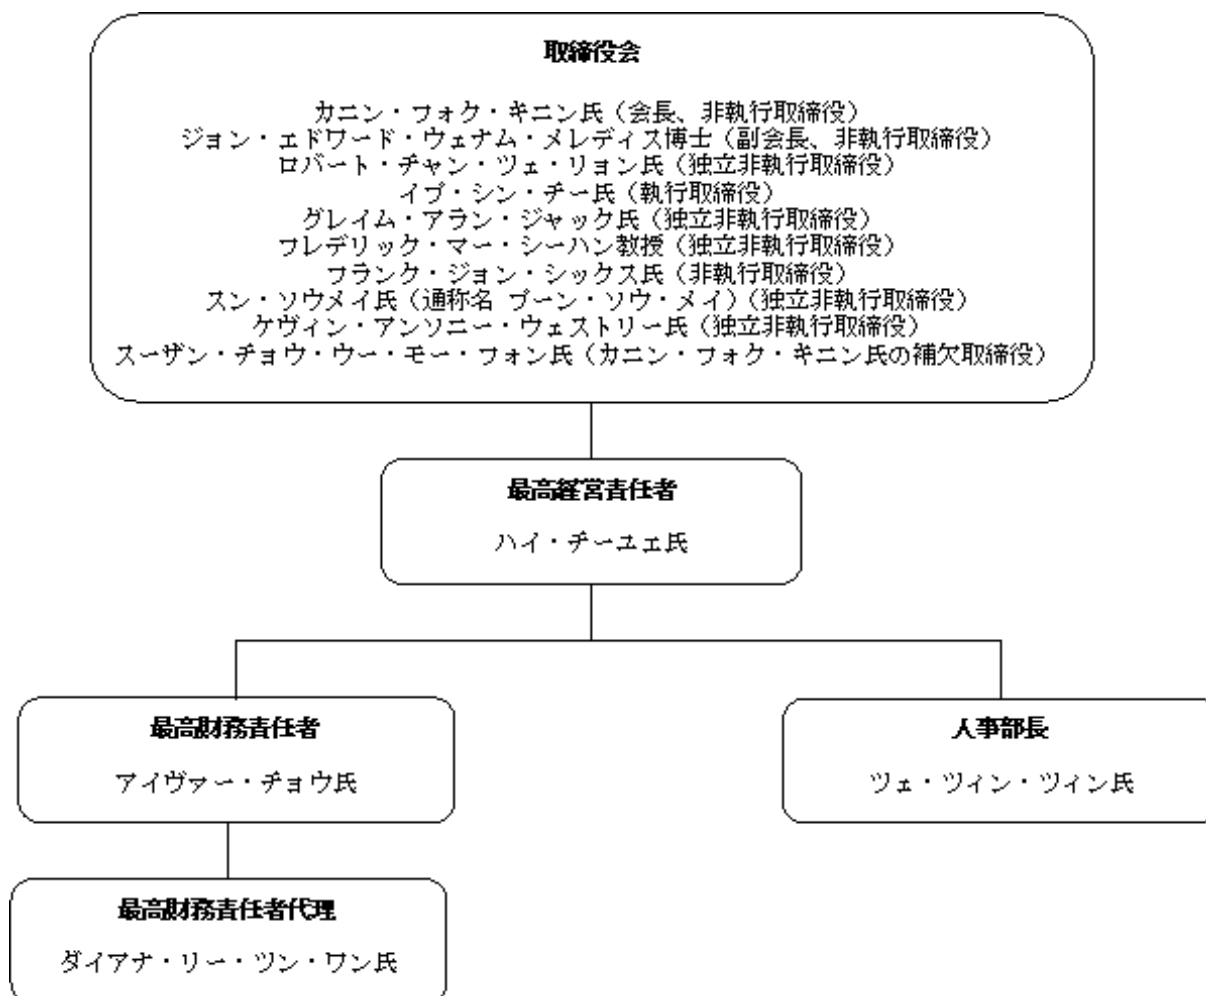 取締役会
カニン・フォク・キニン氏（会長、非執行取締役）
ジョン・エドワード・ウェナム・メレディス博士（副会長、非執行取締役）
ロバート・チャン・ツェ・リョン氏（独立非執行取締役）
イプ・シン・チー氏（執行取締役）
グレイム・アラン・ジャック氏（独立非執行取締役）
フレデリック・マー・シーハン教授（独立非執行取締役）
フランク・ジョン・シックス氏（非執行取締役）
スン・ソウメイ氏（通称名 プーン・ソウ・メイ）（独立非執行取締役）
ケヴィン・アンソニー・ウェストリー氏（独立非執行取締役）
スーザン・チョウ・ウー・モー・フォン氏（カニン・フォク・キニン氏の補欠取締役）
最高経営責任者
ハイ・チーユェ氏
最高財務責任者
アイヴァー・チョウ氏
人事部長
ツェ・ツィン・ツィン氏
最高財務責任者代理
ダイアナ・リー・ツン・ワン氏